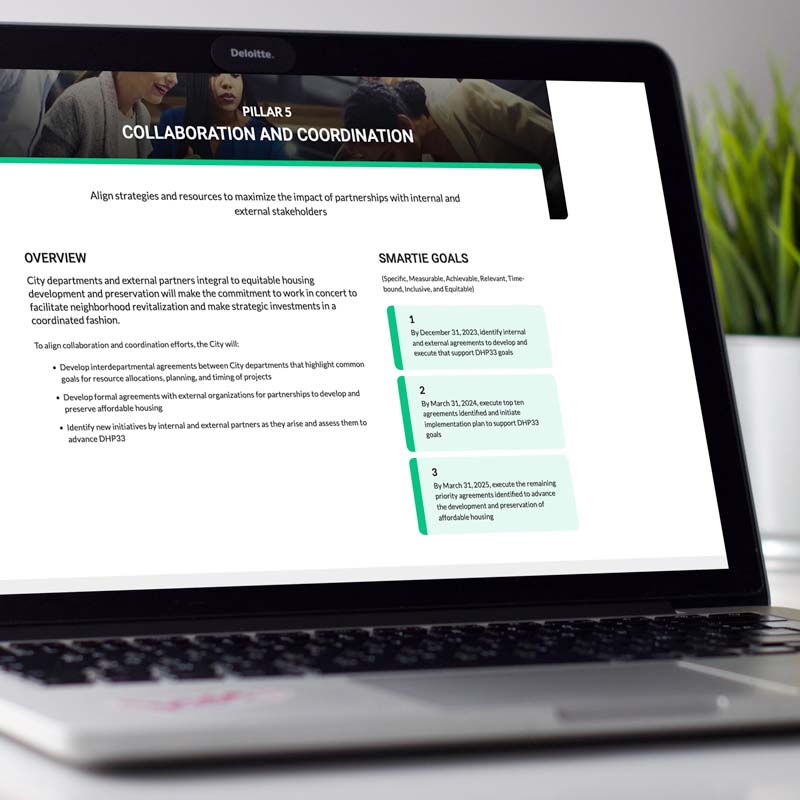 Deloitte.
PILLAR 5
COLLABORATION AND COORDINATION
Align strategies and resources to maximize the impact of partnerships with internal and
external stakeholders
OVERVIEW
City departments and external partners integral to equitable housing
development and preservation will make the commitment to work in concert to
facilitate neighborhood revitalization and make strategic investments in a
coordinated fashion.
To align collaboration and coordination efforts, the City will:
• Develop interdepartmental agreements between City departments that highlight common
goals for resource allocations, planning, and timing of projects
• Develop formal agreements with external organizations for partnerships to develop and
preserve affordable housing
• Identify new initiatives by internal and external partners as they arise and assess them to
advance DHP33
SMARTIE GOALS
(Specific, Measurable, Achievable, Relevant, Time-
bound, Inclusive, and Equitable)
1
By December 31, 2023, identify internal
and external agreements to develop and
execute that support DHP33 goals
2
By March 31, 2024, execute top ten
agreements identified and initiate
implementation plan to support DHP33
goals
3
By March 31, 2025, execute the remaining
priority agreements identified to advance
the development and preservation of
affordable housing